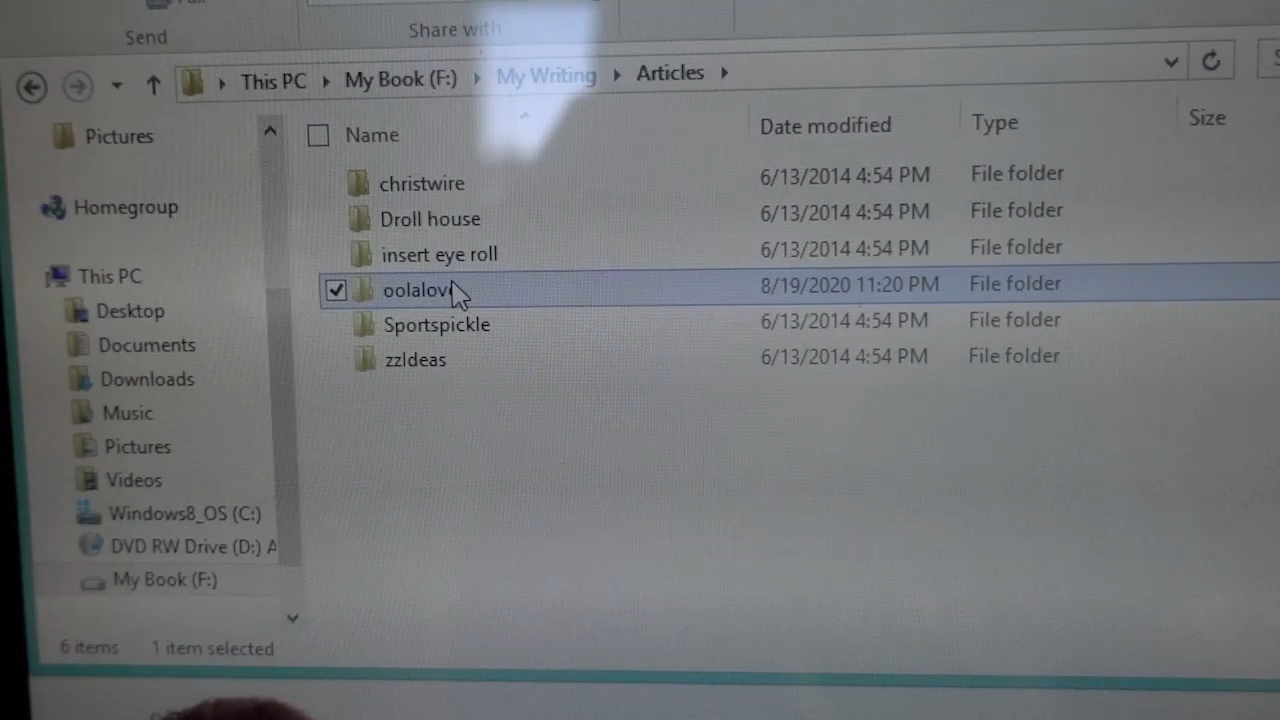 Send
Share with
This PC My Book (F:) My Writing Articles
Pictures
Homegroup
This PC
Desktop
Documents
Downloads
Music
Pictures
Videos
Windows8_OS (C:)
DVD RW Drive (D:) A
My Book (F:)
Name Date modified Type Size
christwire 6/13/2014 4:54 PM File folder
Droll house 6/13/2014 4:54 PM File folder
insert eye roll 6/13/2014 4:54 PM File folder
8/19/2020 11:20 PM File folder
Sportspickle 6/13/2014 4:54 PM File folder
zzIdeas 6/13/2014 4:54 PM File folder
6 items 1 item selected